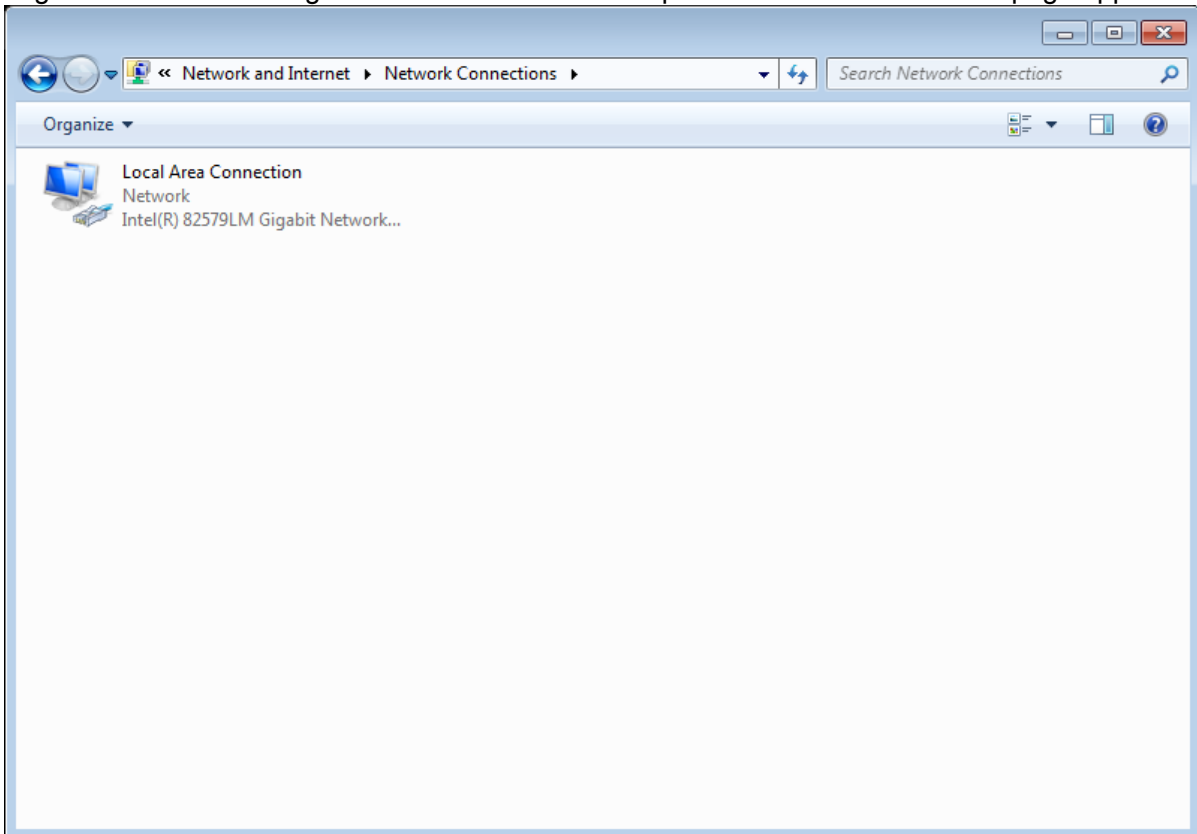 « Network and Internet ▸ Network Connections ▸
Search Network Connections
Organize ▾
Local Area Connection
Network
Intel(R) 82579LM Gigabit Network...